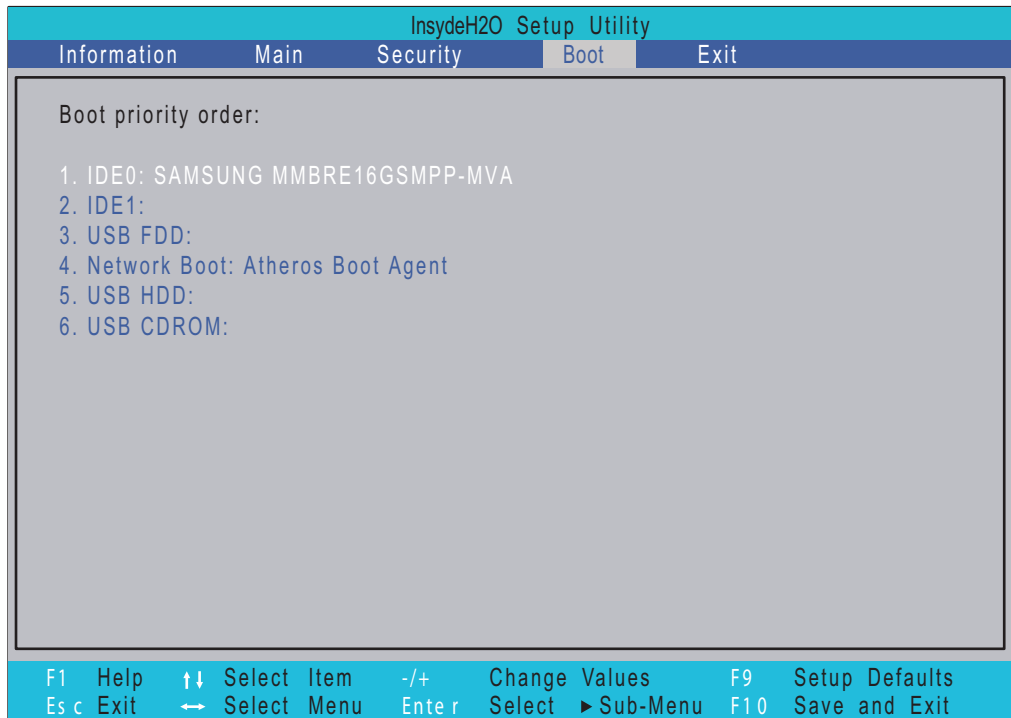 InsydeH2O Setup Utility
Information Main Security Boot Exit
Boot priority order:
1. IDE0: SAMSUNG MMBRE16GSMPP-MVA
2. IDE1:
3. USB FDD:
4. Network Boot: Atheros Boot Agent
5. USB HDD:
6. USB CDROM:
F1 Help ↑↓ Select Item -/+ Change Values F9 Setup Defaults
Esc Exit ↔ Select Menu Enter Select ▶ Sub-Menu F10 Save and Exit